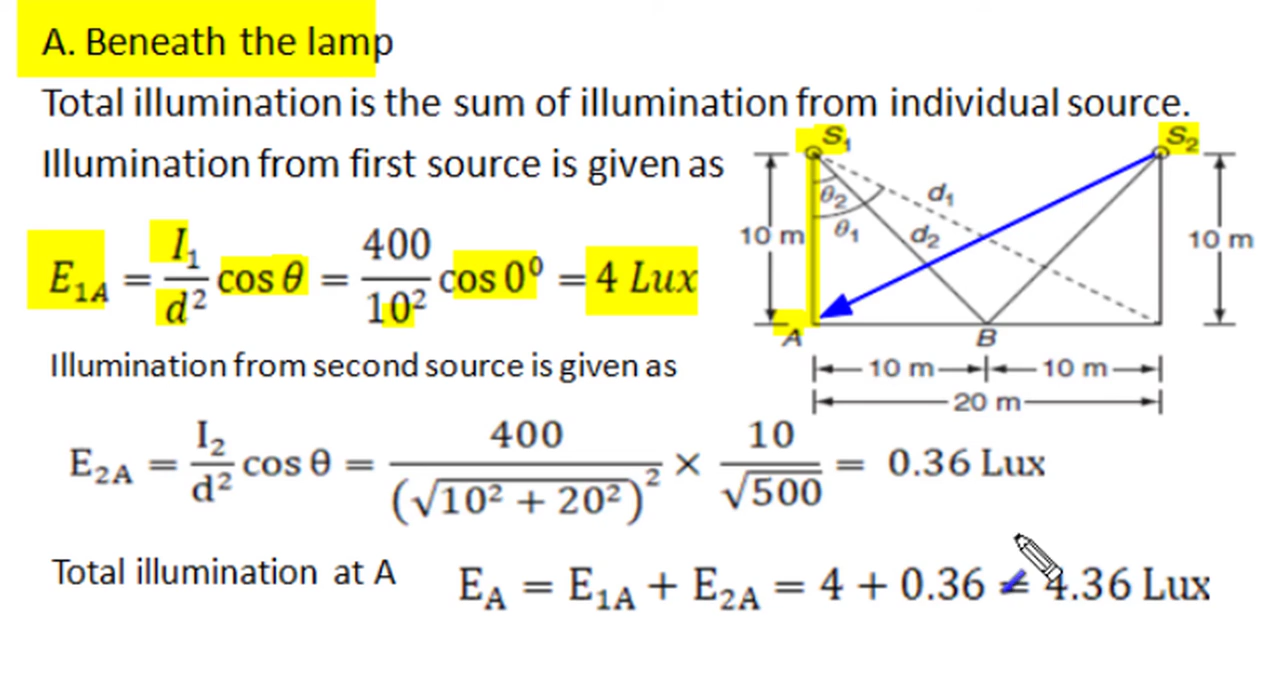 A. Beneath the lamp
Total illumination is the sum of illumination from individual source.
Illumination from first source is given as
E₁A = I₁/d² cos θ = 400/10² cos 0⁰ = 4 Lux
Illumination from second source is given as
E₂A = I₂/d² cos θ = 400/(√10² + 20²)² × 10/√500 = 0.36 Lux
Total illumination at A E_A = E₁A + E₂A = 4 + 0.36 = 4.36 Lux
S₁
S₂
θ₂
d₁
10 m
θ₁
d₂
10 m
A
B
10 m
10 m
20 m